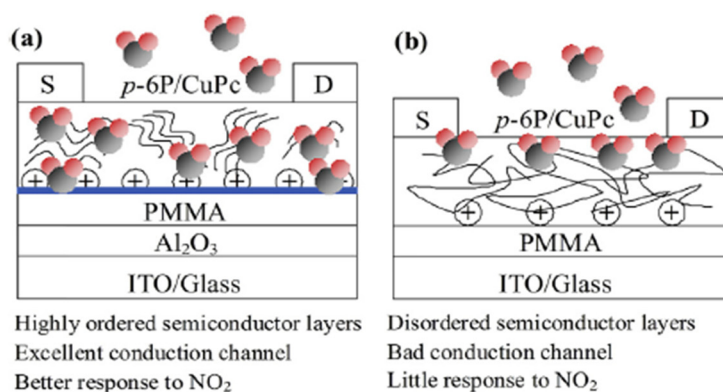 (a)
S
p-6P/CuPc
D
+ + + + + +
PMMA
Al₂O₃
ITO/Glass
Highly ordered semiconductor layers
Excellent conduction channel
Better response to NO₂
(b)
S
p-6P/CuPc
D
+ + + +
PMMA
ITO/Glass
Disordered semiconductor layers
Bad conduction channel
Little response to NO₂